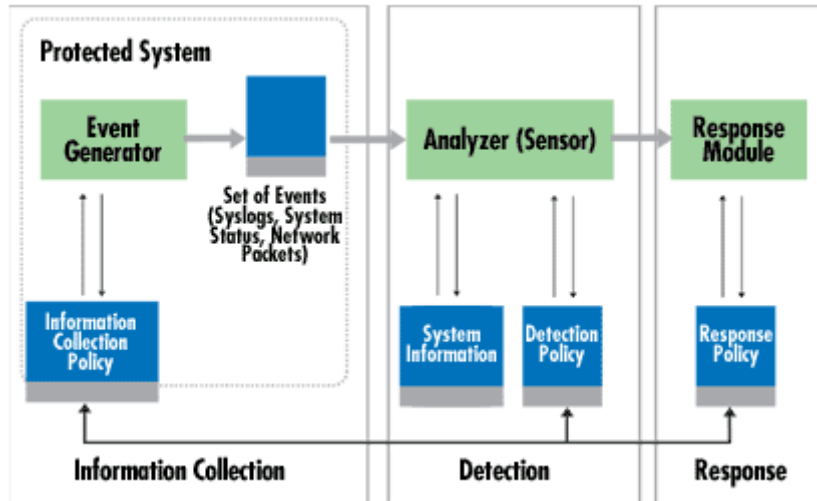 Protected System
Event
Generator
Set of Events
(Syslogs, System
Status, Network
Packets)
Information
Collection
Policy
Information Collection
Analyzer (Sensor)
System
Information
Detection
Policy
Detection
Response
Module
Response
Policy
Response